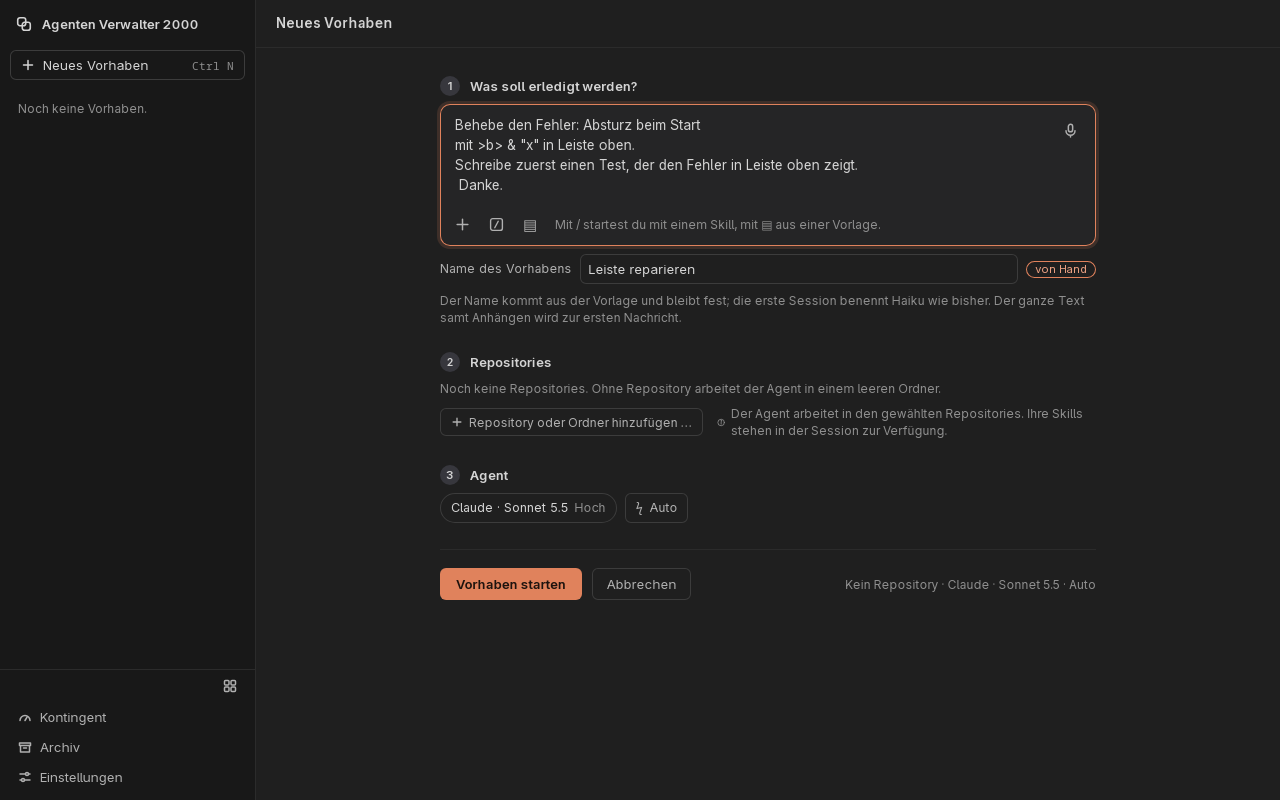 Agenten Verwalter 2000
Neues Vorhaben Ctrl N
Noch keine Vorhaben.
Kontingent
Archiv
Einstellungen
Neues Vorhaben
1 Was soll erledigt werden?
Behebe den Fehler: Absturz beim Start
mit >b> & "x" in Leiste oben.
Schreibe zuerst einen Test, der den Fehler in Leiste oben zeigt.
Danke.
Mit / startest du mit einem Skill, mit ▤ aus einer Vorlage.
Name des Vorhabens Leiste reparieren von Hand
Der Name kommt aus der Vorlage und bleibt fest; die erste Session benennt Haiku wie bisher. Der ganze Text
samt Anhängen wird zur ersten Nachricht.
2 Repositories
Noch keine Repositories. Ohne Repository arbeitet der Agent in einem leeren Ordner.
Repository oder Ordner hinzufügen …
Der Agent arbeitet in den gewählten Repositories. Ihre Skills
stehen in der Session zur Verfügung.
3 Agent
Claude · Sonnet 5.5 Hoch Auto
Vorhaben starten Abbrechen Kein Repository · Claude · Sonnet 5.5 · Auto